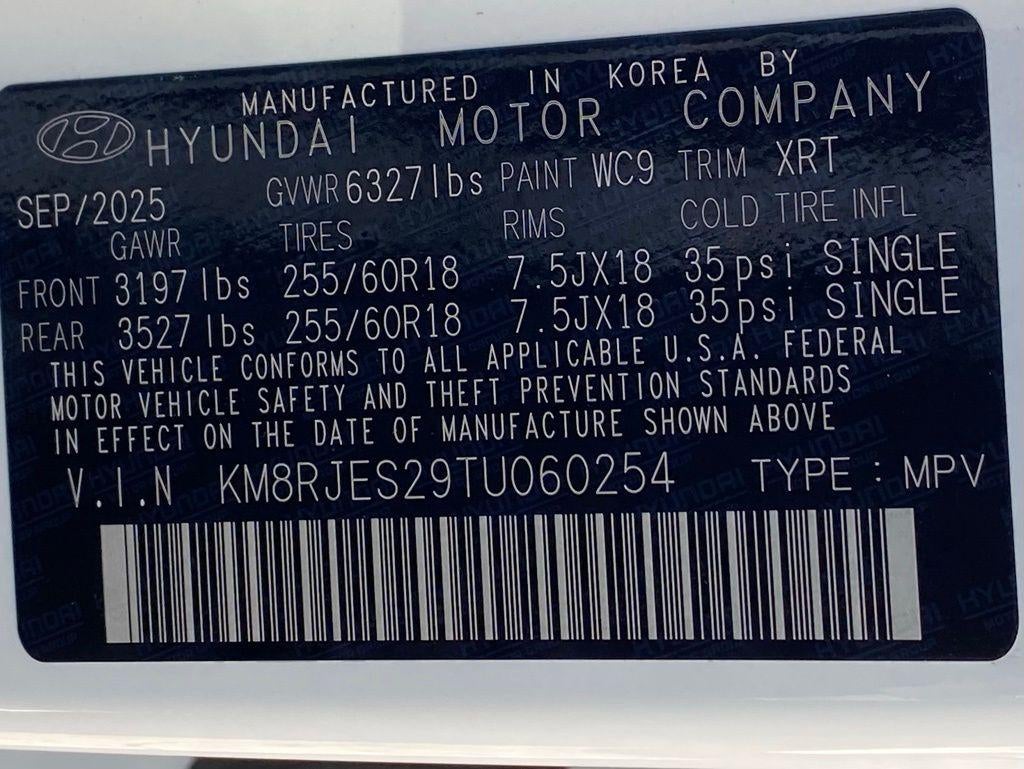 MANUFACTURED IN KOREA BY
HYUNDAI MOTOR COMPANY
SEP/2025 GVWR 6327lbs PAINT WC9 TRIM XRT
GAWR TIRES RIMS COLD TIRE INFL
FRONT 3197lbs 255/60R18 7.5JX18 35psi SINGLE
REAR 3527lbs 255/60R18 7.5JX18 35psi SINGLE
THIS VEHICLE CONFORMS TO ALL APPLICABLE U.S.A. FEDERAL
MOTOR VEHICLE SAFETY AND THEFT PREVENTION STANDARDS
IN EFFECT ON THE DATE OF MANUFACTURE SHOWN ABOVE
V.I.N KM8RJES29TU060254 TYPE : MPV